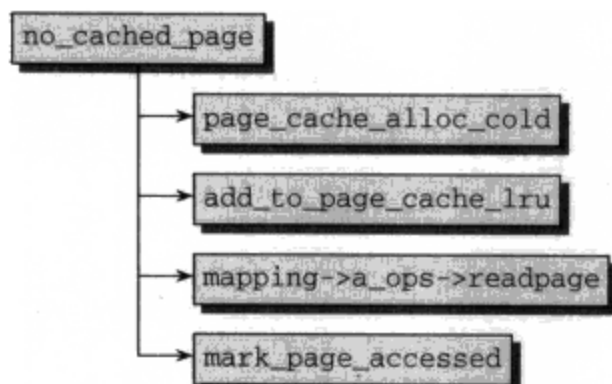 no_cached_page
page_cache_alloc_cold
add_to_page_cache_lru
mapping->a_ops->readpage
mark_page_accessed